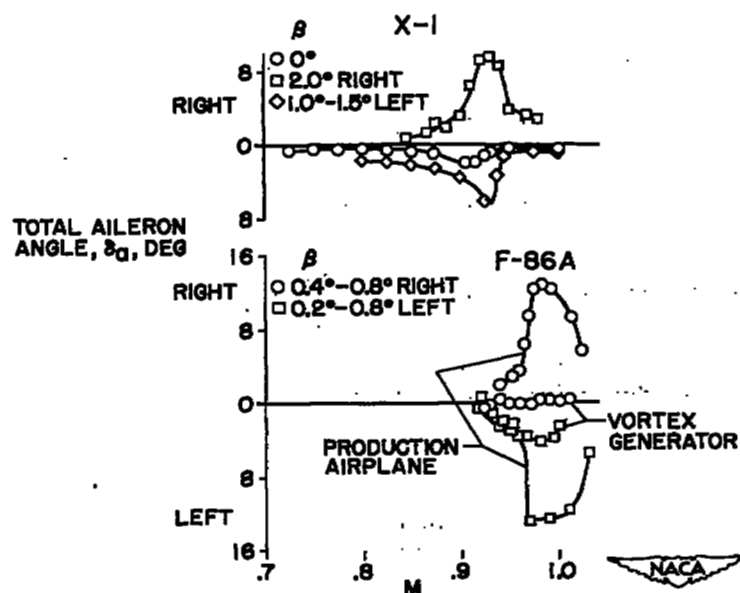 β X-1
○ 0°
□ 2.0° RIGHT
◇ 1.0°-1.5° LEFT
8
RIGHT
0
8
TOTAL AILERON
ANGLE, δa, DEG
16
β F-86A
RIGHT
○ 0.4°-0.8° RIGHT
□ 0.2°-0.8° LEFT
8
0
VORTEX
GENERATOR
PRODUCTION
AIRPLANE
8
LEFT
16
.7 .8 .9 1.0
M
NACA